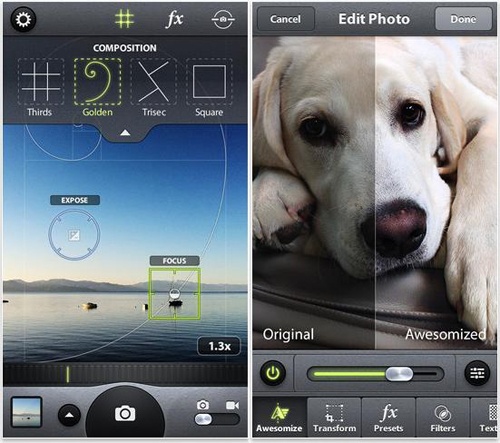 fx
COMPOSITION
Thirds
Golden
Trisec
Square
EXPOSE
FOCUS
1.3x
Cancel
Edit Photo
Done
Original
Awesomized
Awesomize
Transform
fx
Presets
Filters
Text